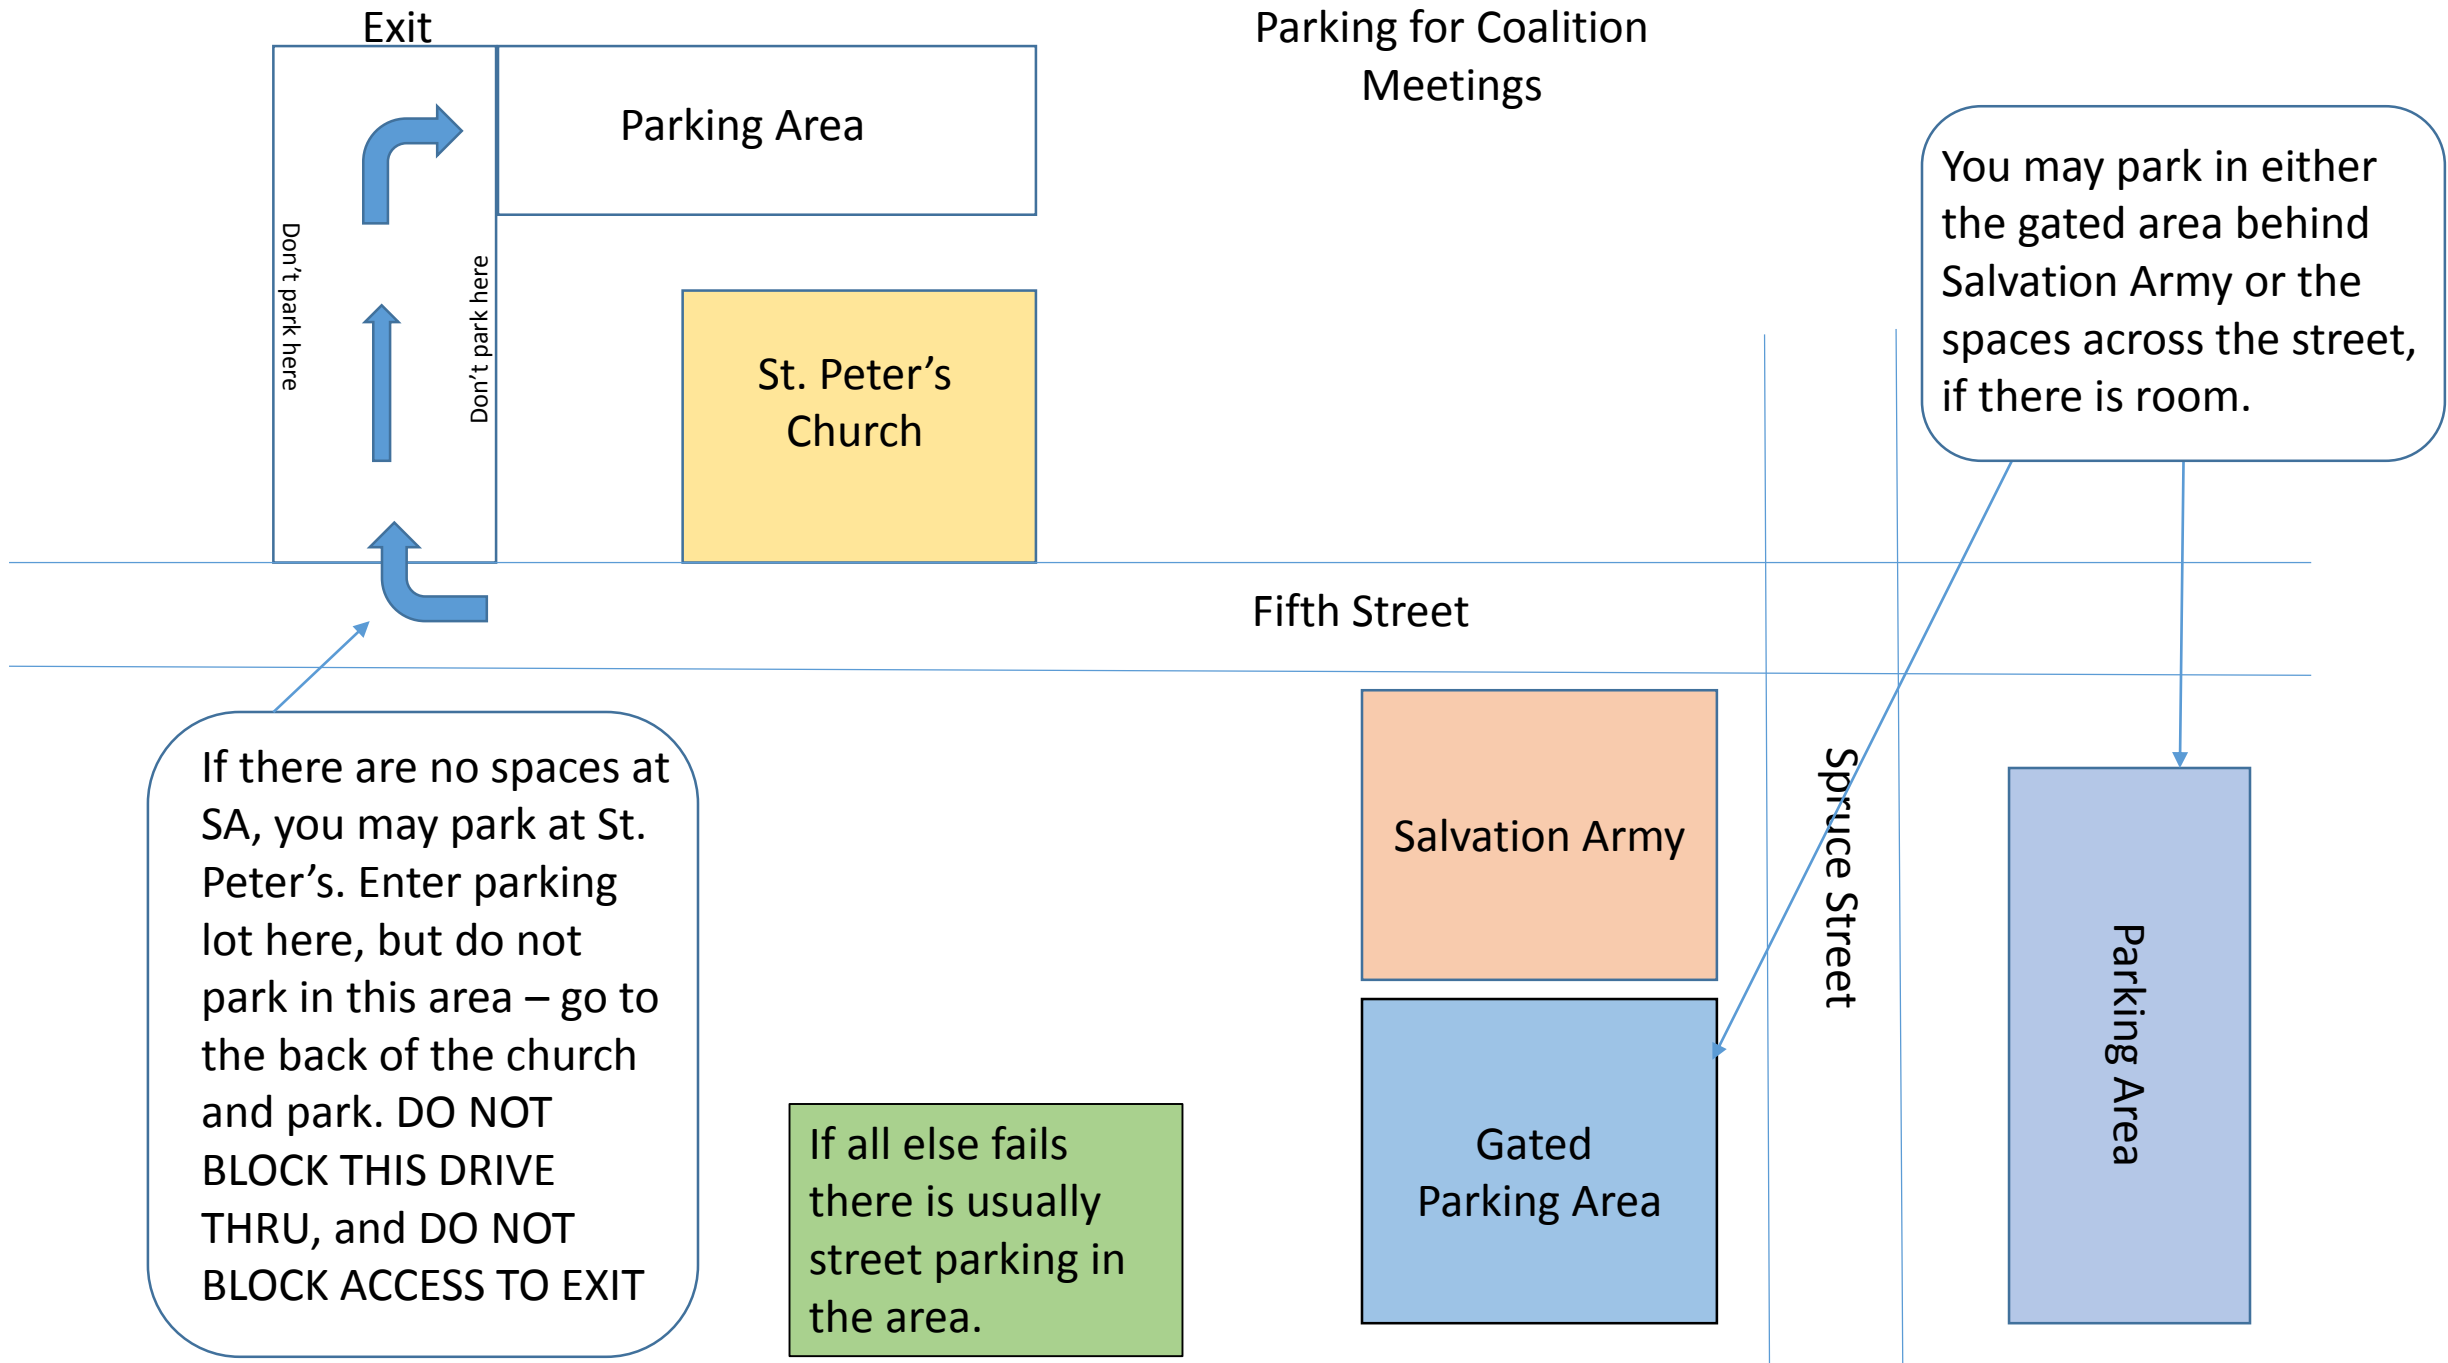 Exit
Parking for Coalition
Meetings
Parking Area
You may park in either
the gated area behind
Salvation Army or the
spaces across the street,
if there is room.
Don't park here
Don't park here
St. Peter's
Church
Fifth Street
If there are no spaces at
SA, you may park at St.
Peter's. Enter parking
lot here, but do not
park in this area – go to
the back of the church
and park. DO NOT
BLOCK THIS DRIVE
THRU, and DO NOT
BLOCK ACCESS TO EXIT
Salvation Army
Spruce Street
Parking Area
If all else fails
there is usually
street parking in
the area.
Gated
Parking Area